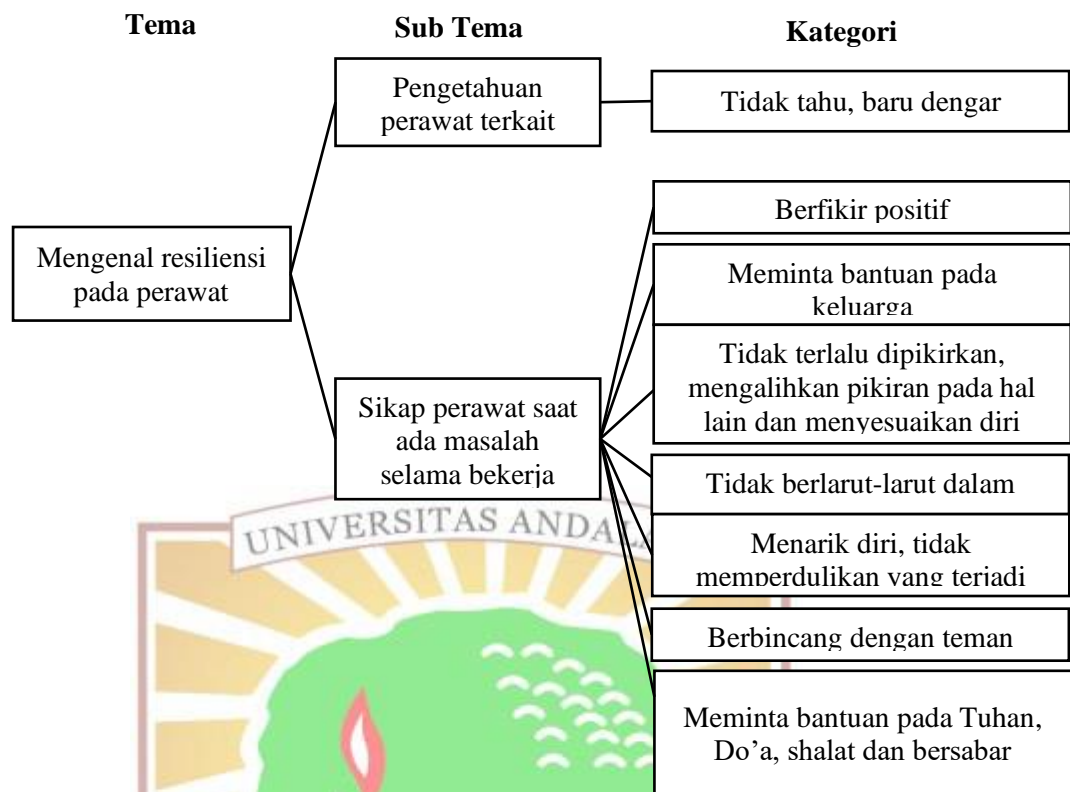 Tema
Sub Tema
Kategori
Pengetahuan
perawat terkait
Tidak tahu, baru dengar
Berfikir positif
Mengenal resiliensi
pada perawat
Meminta bantuan pada
keluarga
Tidak terlalu dipikirkan,
mengalihkan pikiran pada hal
lain dan menyesuaikan diri
Sikap perawat saat
ada masalah
selama bekerja
Tidak berlarut-larut dalam
Menarik diri, tidak
memperdulikan yang terjadi
Berbincang dengan teman
Meminta bantuan pada Tuhan,
Do’a, shalat dan bersabar
UNIVERSITAS